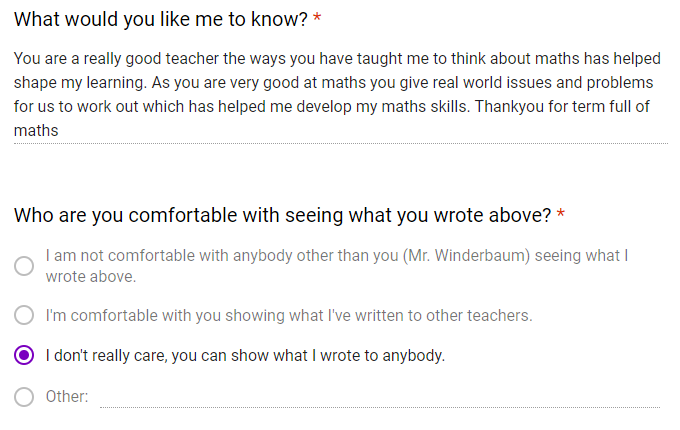 What would you like me to know? *
You are a really good teacher the ways you have taught me to think about maths has helped
shape my learning. As you are very good at maths you give real world issues and problems
for us to work out which has helped me develop my maths skills. Thankyou for term full of
maths
Who are you comfortable with seeing what you wrote above? *
I am not comfortable with anybody other than you (Mr. Winderbaum) seeing what I
wrote above.
I'm comfortable with you showing what I've written to other teachers.
I don't really care, you can show what I wrote to anybody.
Other: